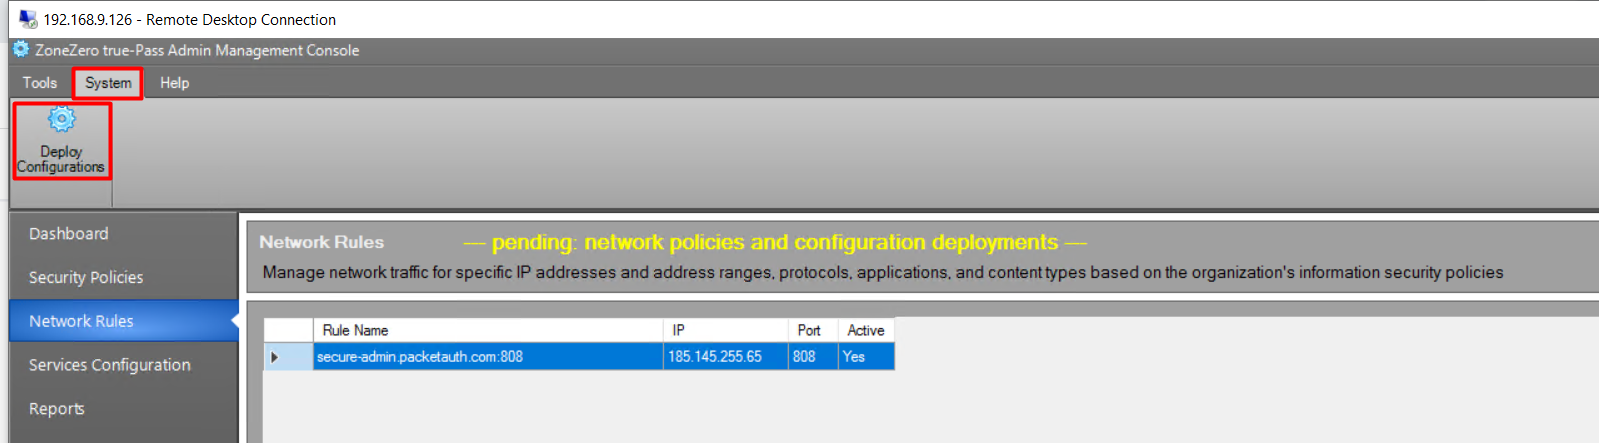 192.168.9.126 - Remote Desktop Connection
ZoneZero true-Pass Admin Management Console
Tools System Help
Deploy
Configurations
Dashboard
Security Policies
Network Rules
Services Configuration
Reports
Network Rules --- pending: network policies and configuration deployments ---
Manage network traffic for specific IP addresses and address ranges, protocols, applications, and content types based on the organization's information security policies
Rule Name IP Port Active
secure-admin.packetauth.com:808 185.145.255.65 808 Yes